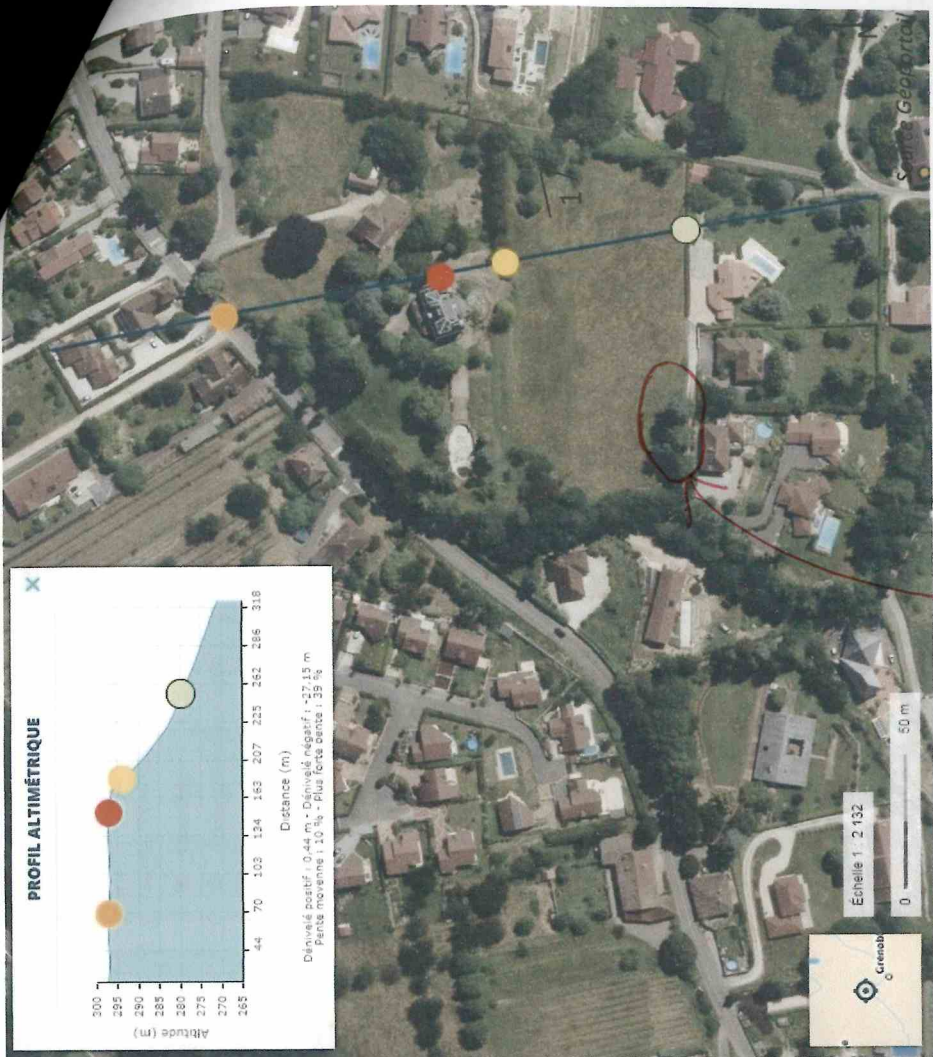 PROFIL ALTIMÉTRIQUE
X
Altitude (m)
300
295
290
285
280
275
270
265
44 70 103 134 163 207 225 262 286 318
Distance (m)
Dénivelé positif : 0,44 m - Dénivelé négatif : -27,15 m
Pente moyenne : 10 % - Plus forte pente : 39 %
1
Échelle 1 : 2 132
0 50 m
Grenob
Source Géoportail
N